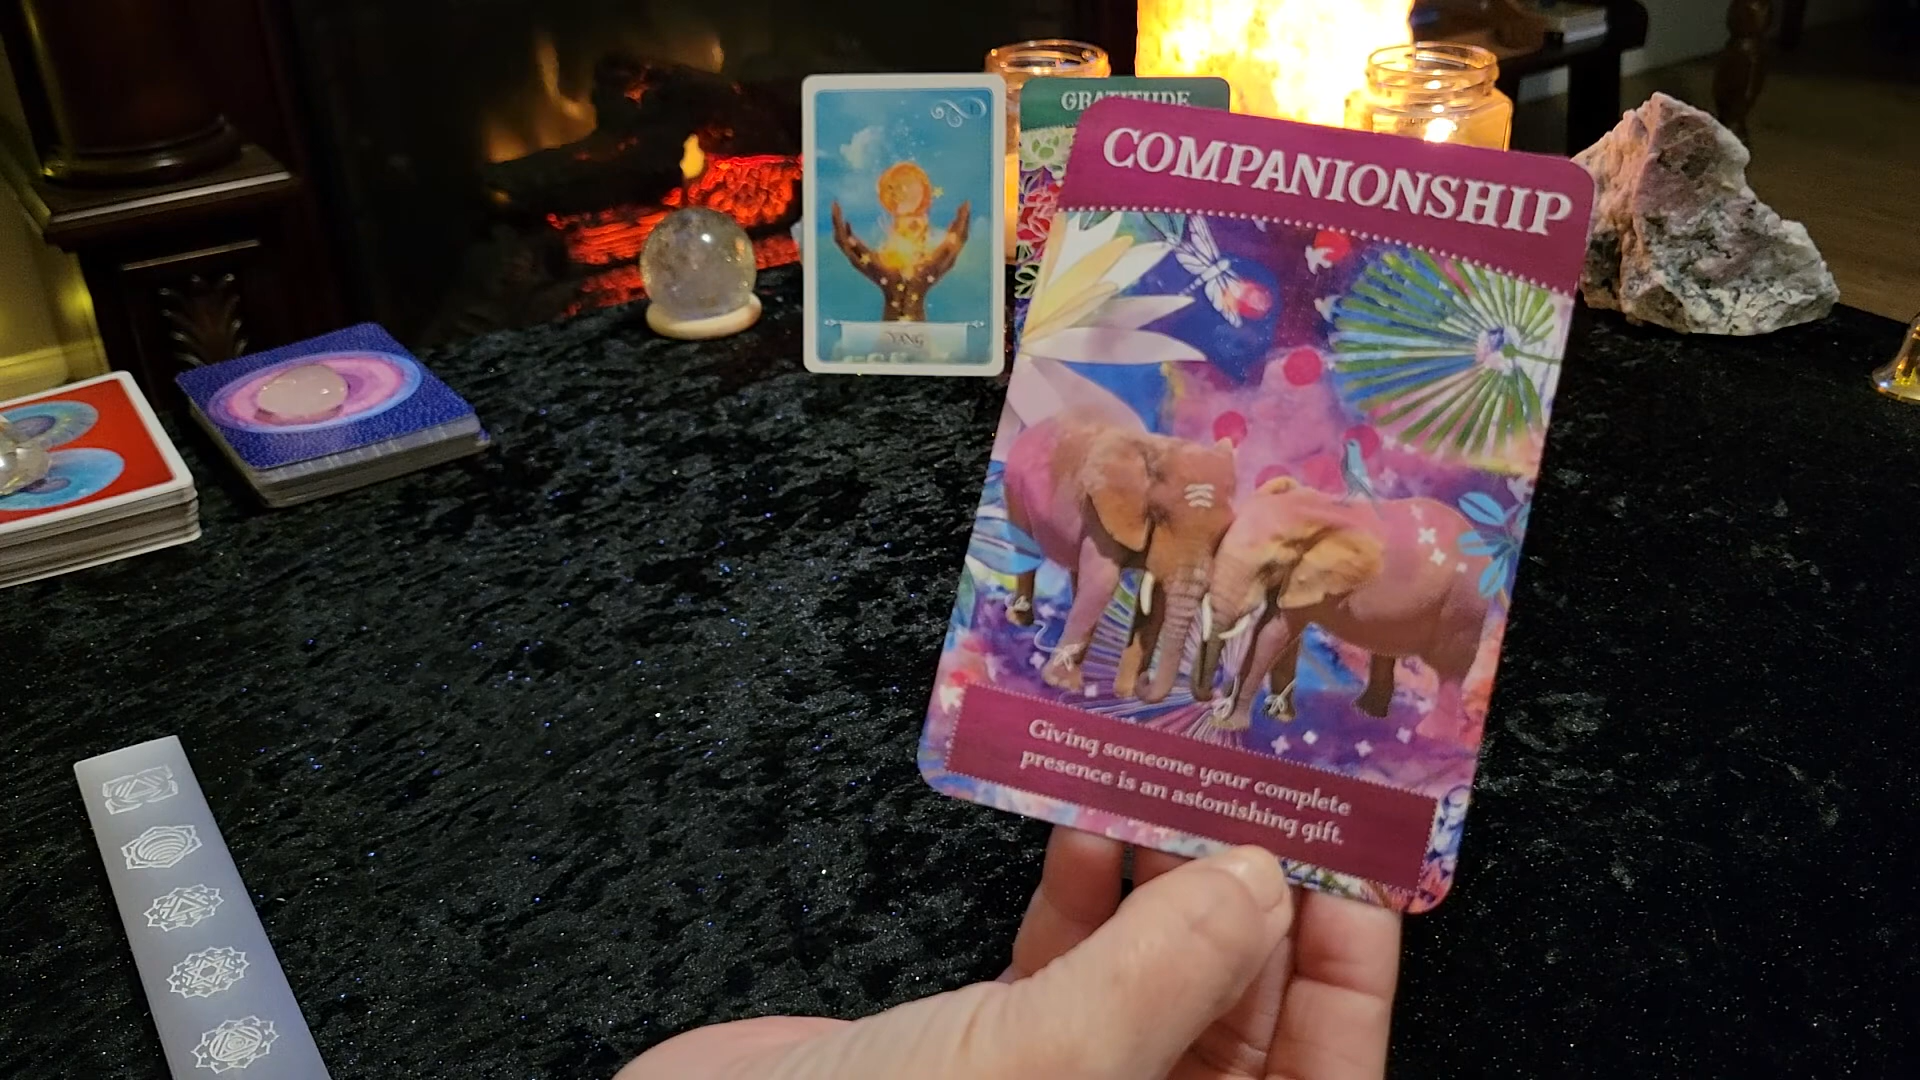 GRATITUDE
COMPANIONSHIP
YANG
Giving someone your complete
presence is an astonishing gift.